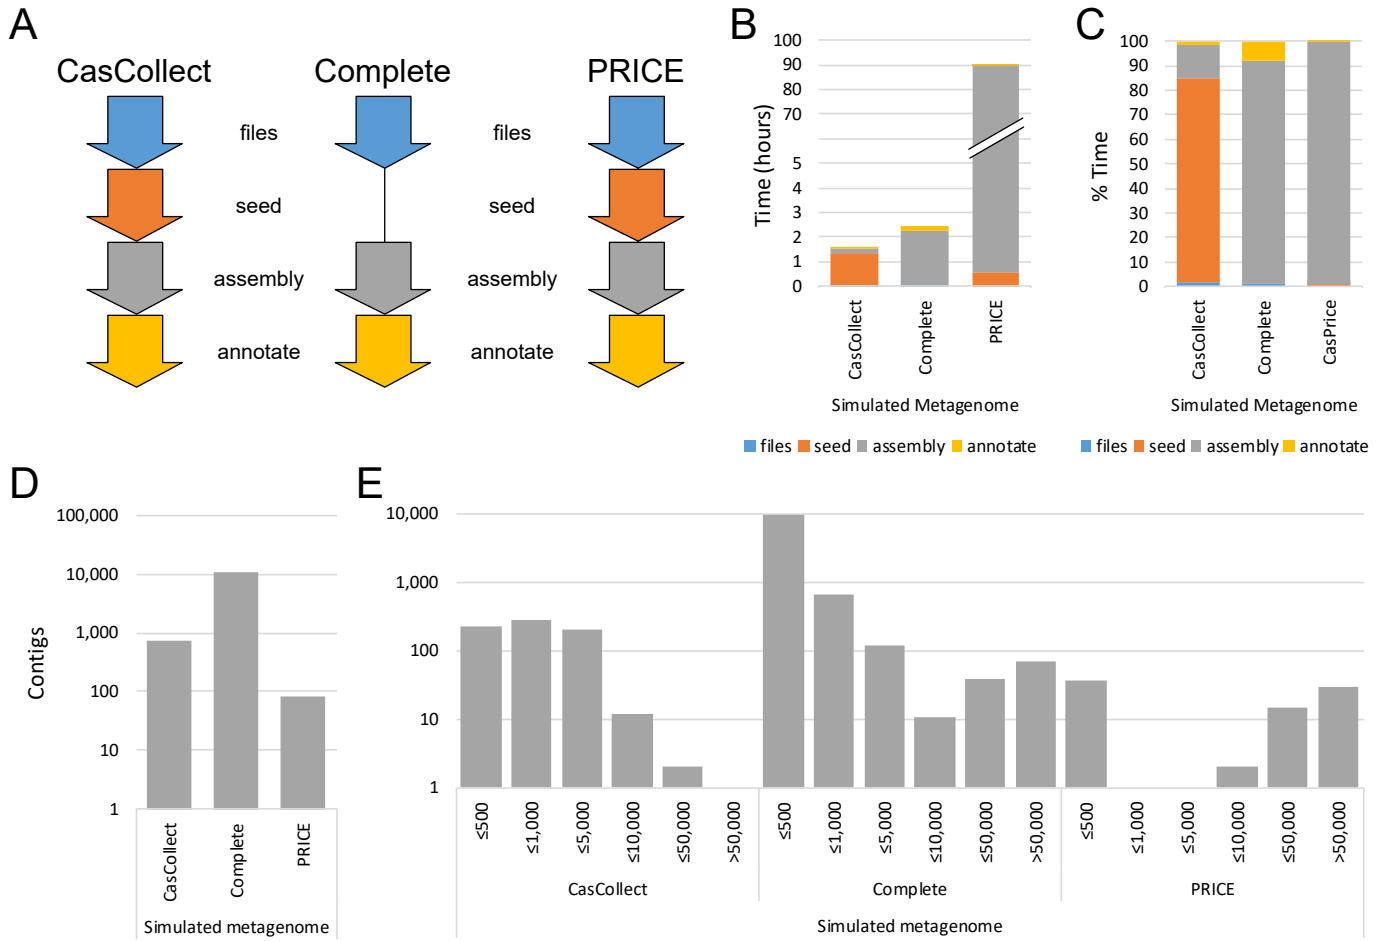 A
CasCollect
Complete
PRICE
files
files
seed
seed
assembly
assembly
annotate
annotate
B
Time (hours)
100
90
80
70
5
4
3
2
1
0
CasCollect
Complete
PRICE
Simulated Metagenome
files seed assembly annotate
C
% Time
100
90
80
70
60
50
40
30
20
10
0
CasCollect
Complete
CasPrice
Simulated Metagenome
files seed assembly annotate
D
Contigs
100,000
10,000
1,000
100
10
1
CasCollect
Complete
PRICE
Simulated metagenome
E
10,000
1,000
100
10
1
≤500
≤1,000
≤5,000
≤10,000
≤50,000
>50,000
≤500
≤1,000
≤5,000
≤10,000
≤50,000
>50,000
≤500
≤1,000
≤5,000
≤10,000
≤50,000
>50,000
CasCollect
Complete
PRICE
Simulated metagenome